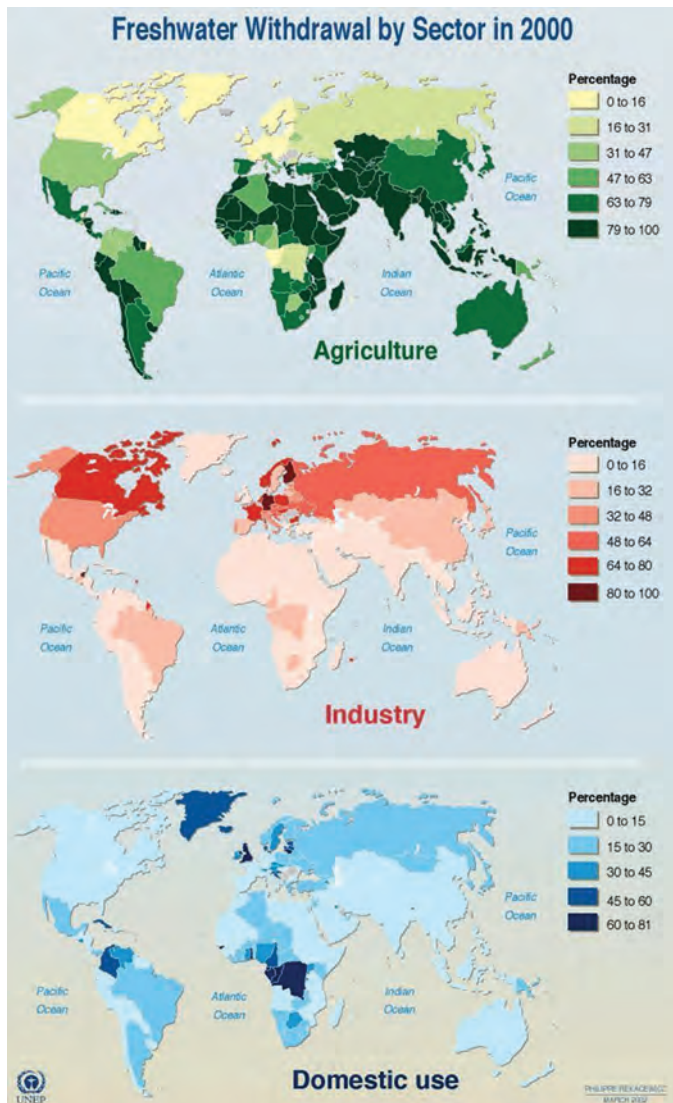 Freshwater Withdrawal by Sector in 2000
Percentage
0 to 16
16 to 31
31 to 47
47 to 63
63 to 79
79 to 100
Pacific
Ocean
Pacific
Ocean
Atlantic
Ocean
Indian
Ocean
Agriculture
Percentage
0 to 16
16 to 32
32 to 48
48 to 64
64 to 80
80 to 100
Pacific
Ocean
Pacific
Ocean
Atlantic
Ocean
Indian
Ocean
Industry
Percentage
0 to 15
15 to 30
30 to 45
45 to 60
60 to 81
Pacific
Ocean
Pacific
Ocean
Atlantic
Ocean
Indian
Ocean
Domestic use
UNEP
PHILIPPE REKACEWICZ
MARCH 2002